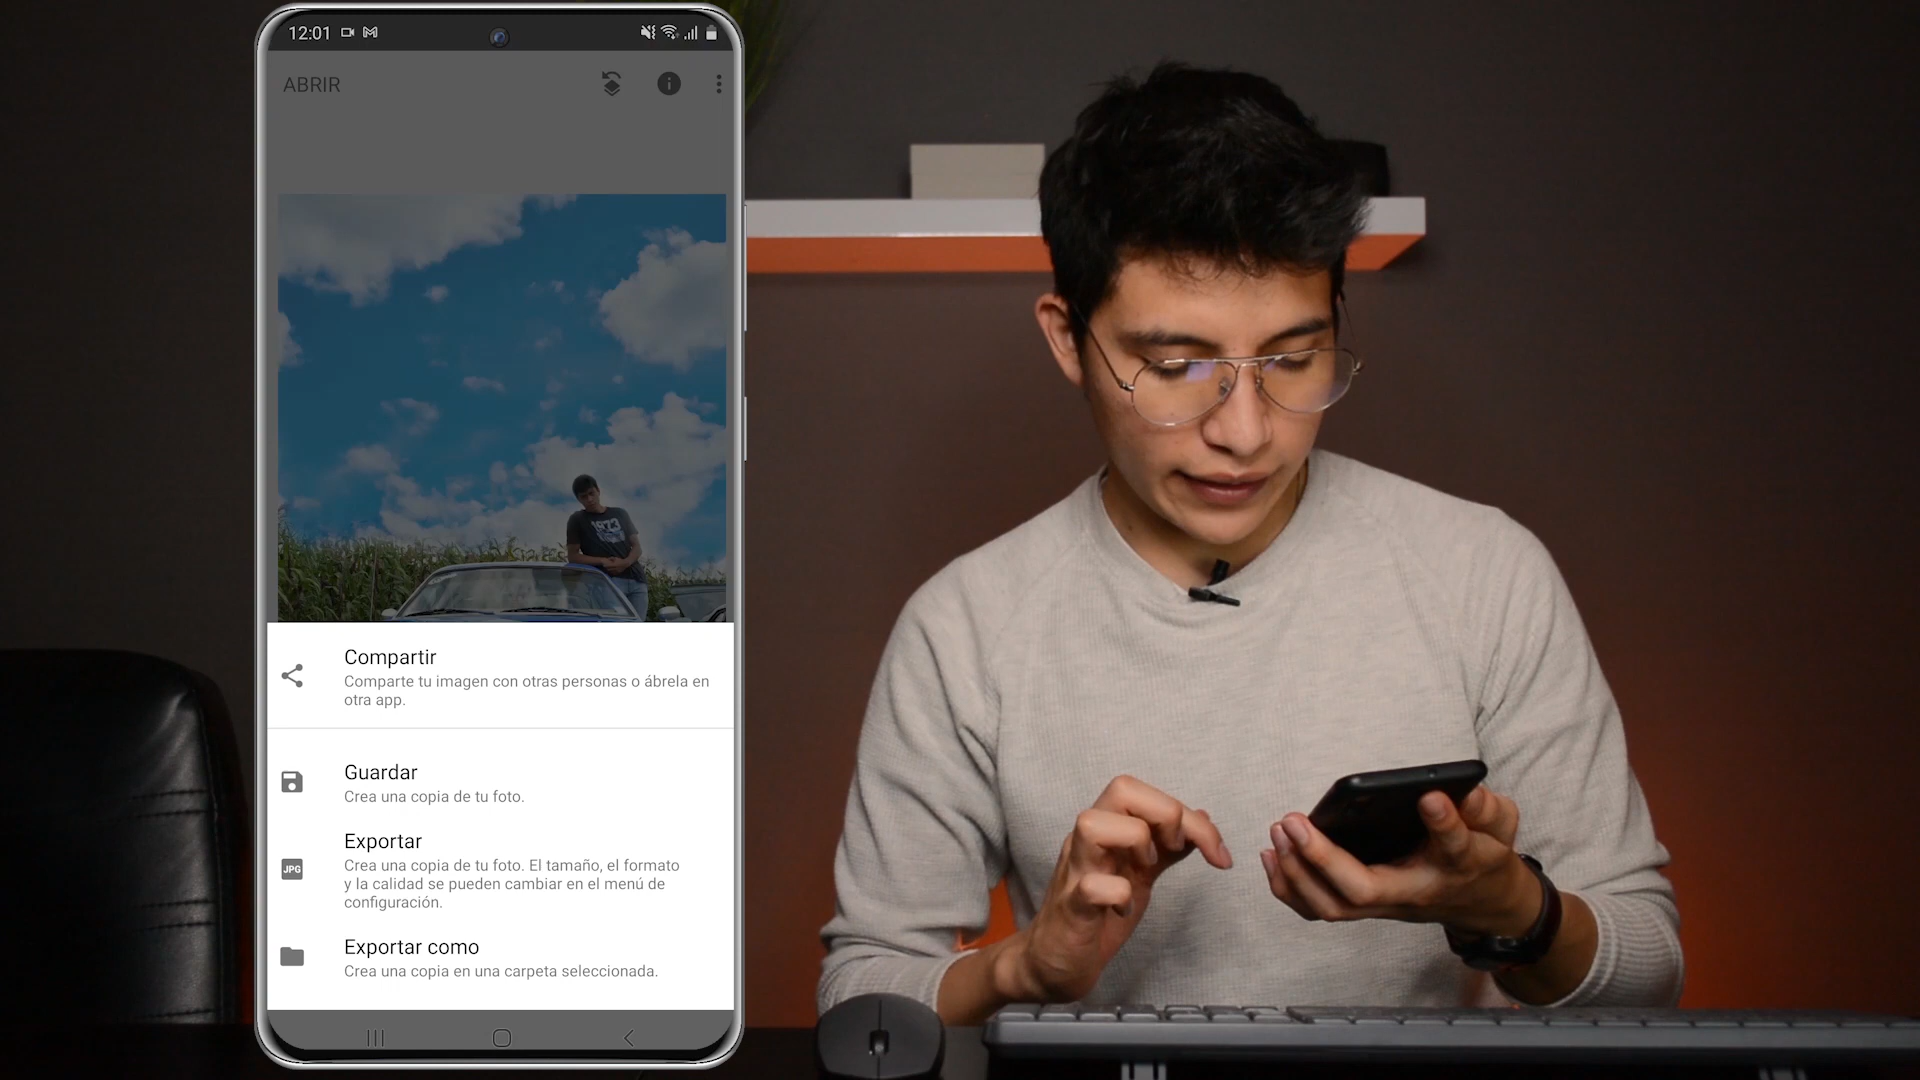 12:01
ABRIR
1973
Compartir
Comparte tu imagen con otras personas o ábrela en
otra app.
Guardar
Crea una copia de tu foto.
JPG
Exportar
Crea una copia de tu foto. El tamaño, el formato
y la calidad se pueden cambiar en el menú de
configuración.
Exportar como
Crea una copia en una carpeta seleccionada.